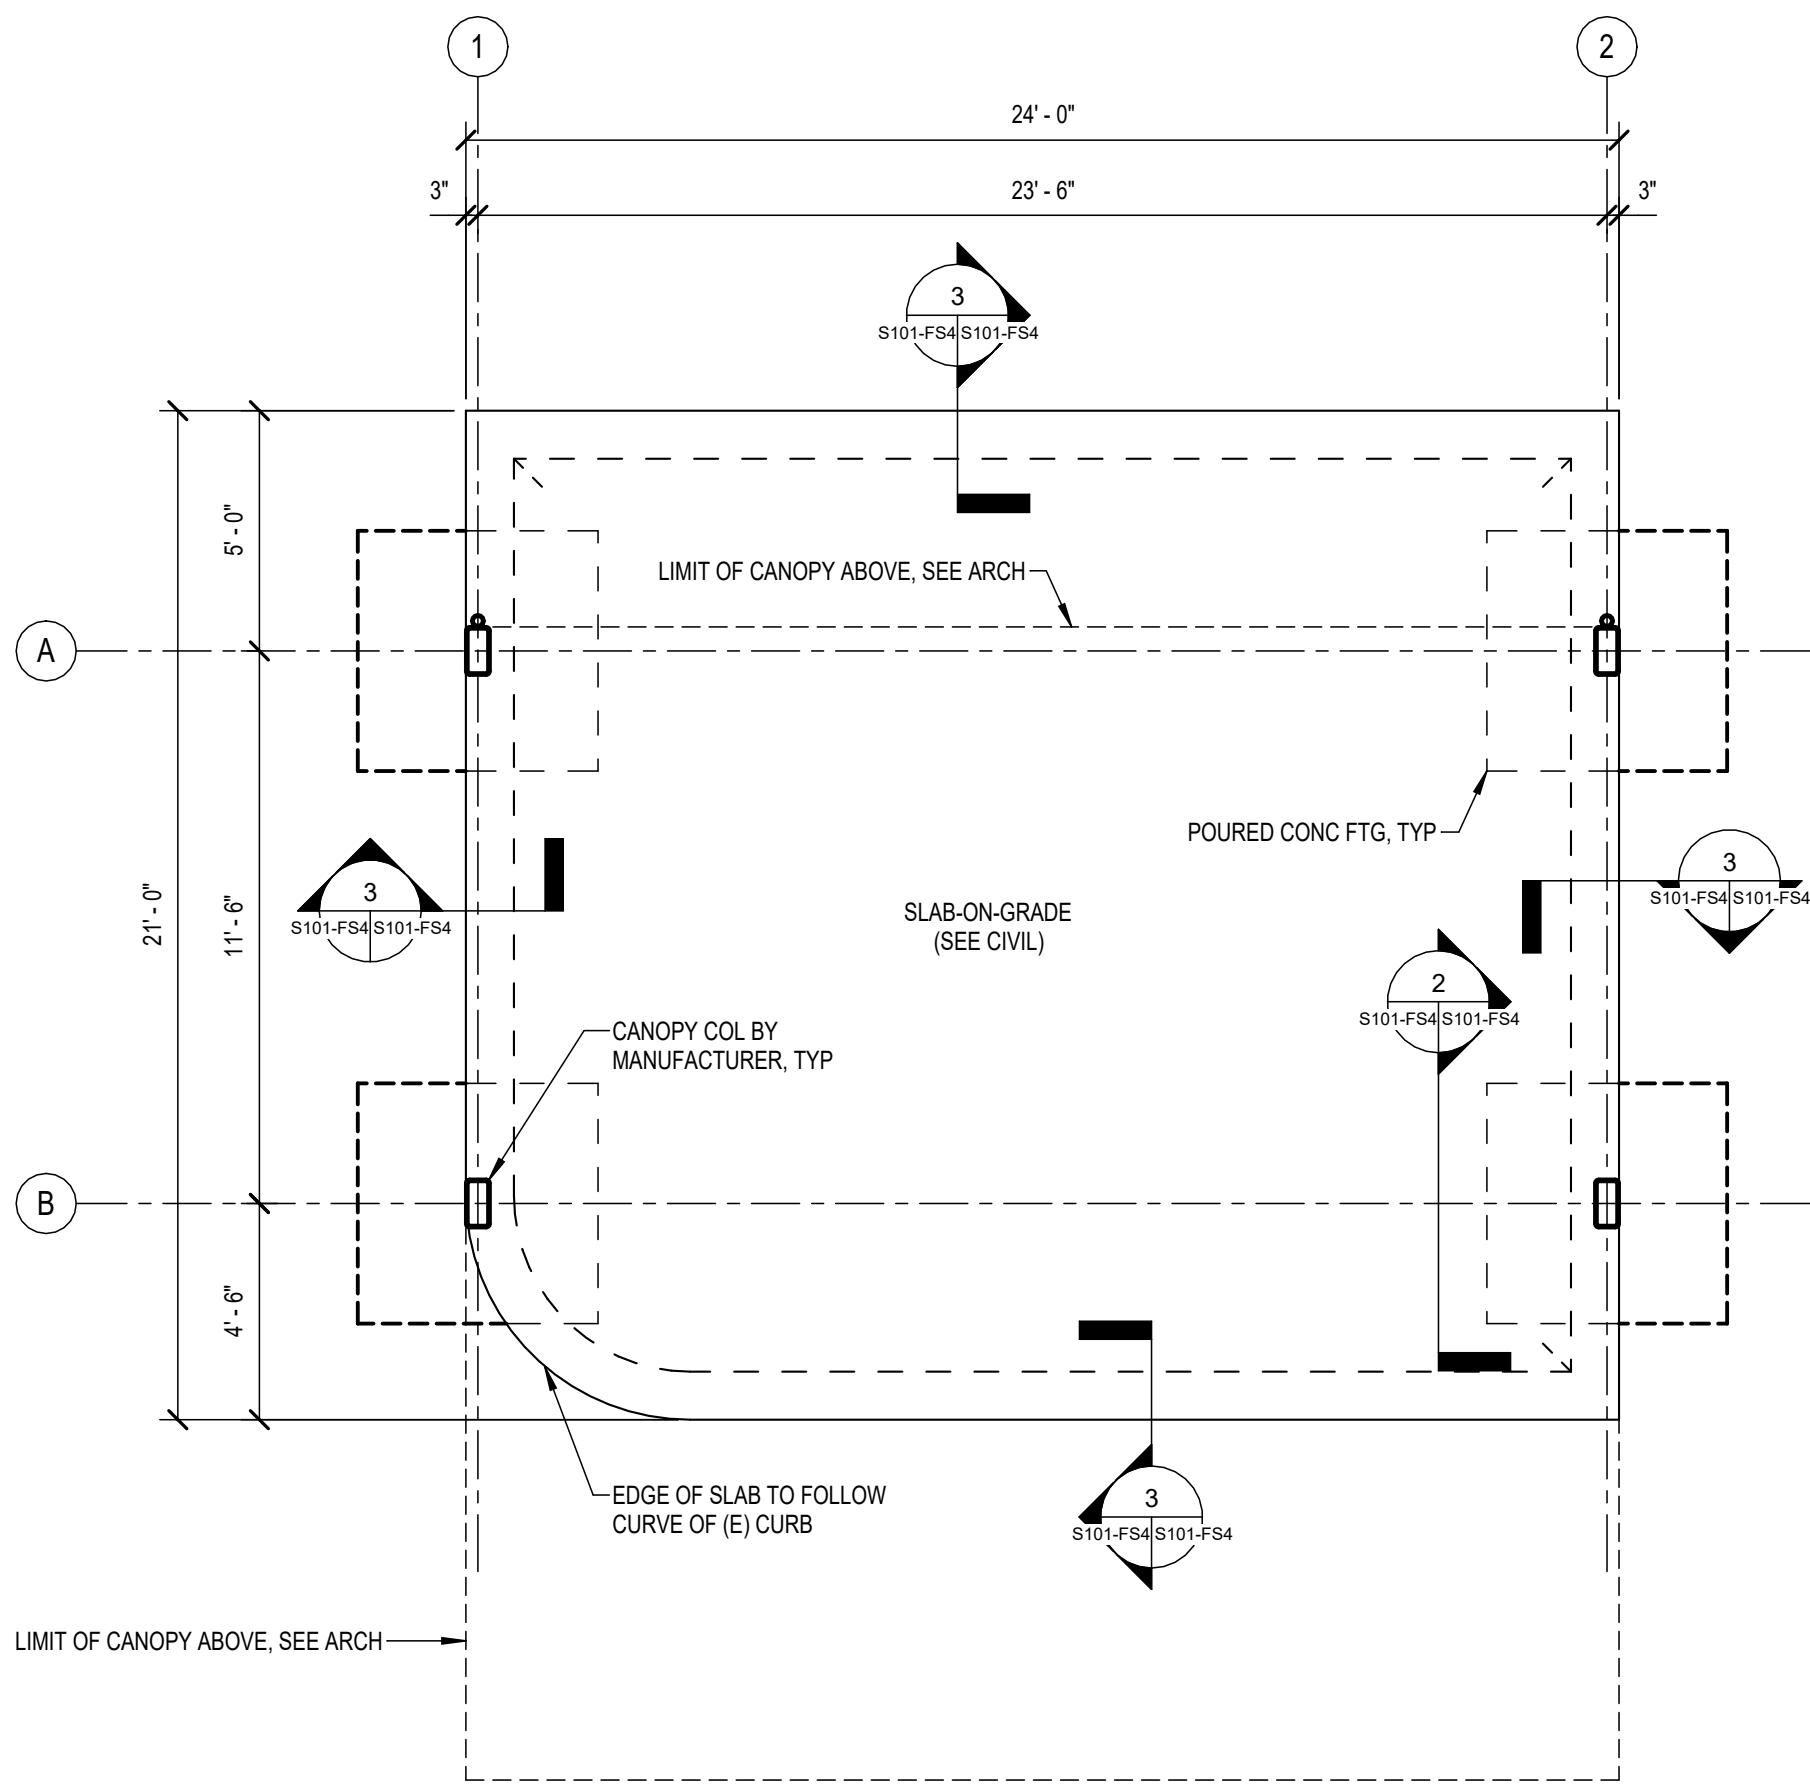 1
2
24' - 0"
3"
23' - 6"
3"
3
S101-FS4 S101-FS4
5' - 0"
LIMIT OF CANOPY ABOVE, SEE ARCH
A
POURED CONC FTG, TYP
3
S101-FS4 S101-FS4
3
S101-FS4 S101-FS4
21' - 0"
11' - 6"
SLAB-ON-GRADE
(SEE CIVIL)
2
S101-FS4 S101-FS4
CANOPY COL BY
MANUFACTURER, TYP
B
4' - 6"
EDGE OF SLAB TO FOLLOW
CURVE OF (E) CURB
3
S101-FS4 S101-FS4
LIMIT OF CANOPY ABOVE, SEE ARCH